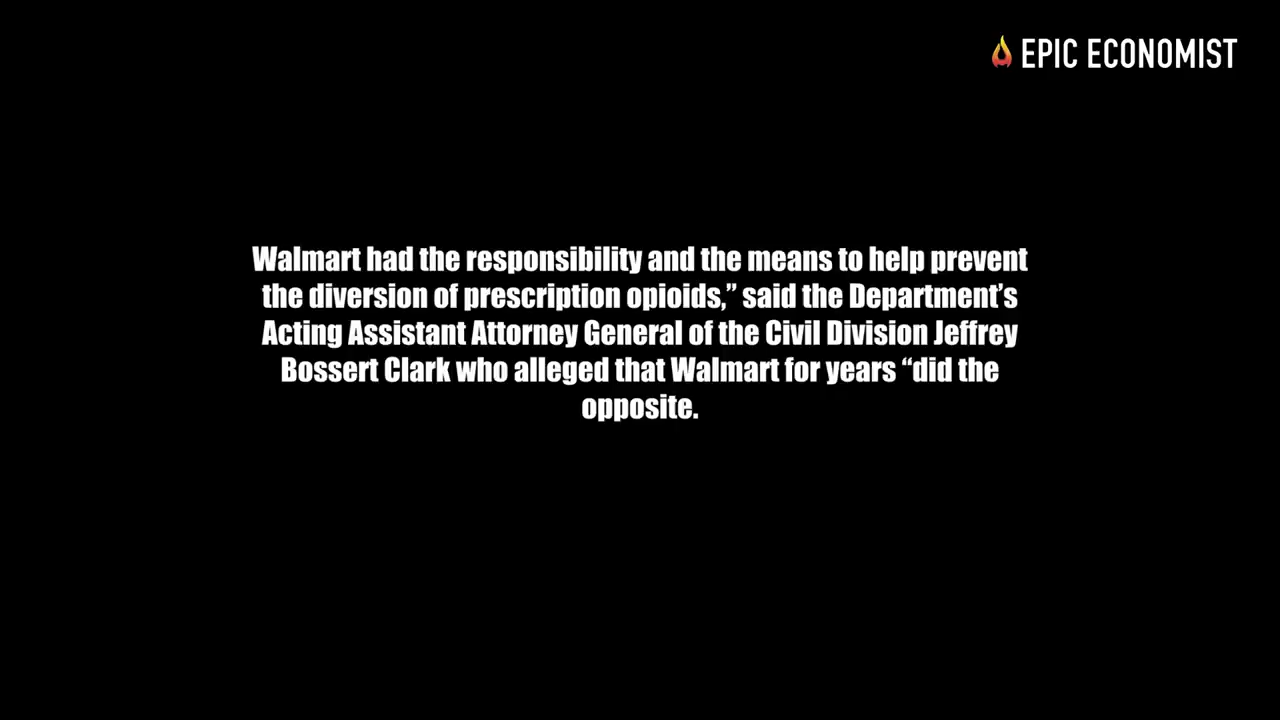 EPIC ECONOMIST
Walmart had the responsibility and the means to help prevent
the diversion of prescription opioids,” said the Department’s
Acting Assistant Attorney General of the Civil Division Jeffrey
Bossert Clark who alleged that Walmart for years “did the
opposite.